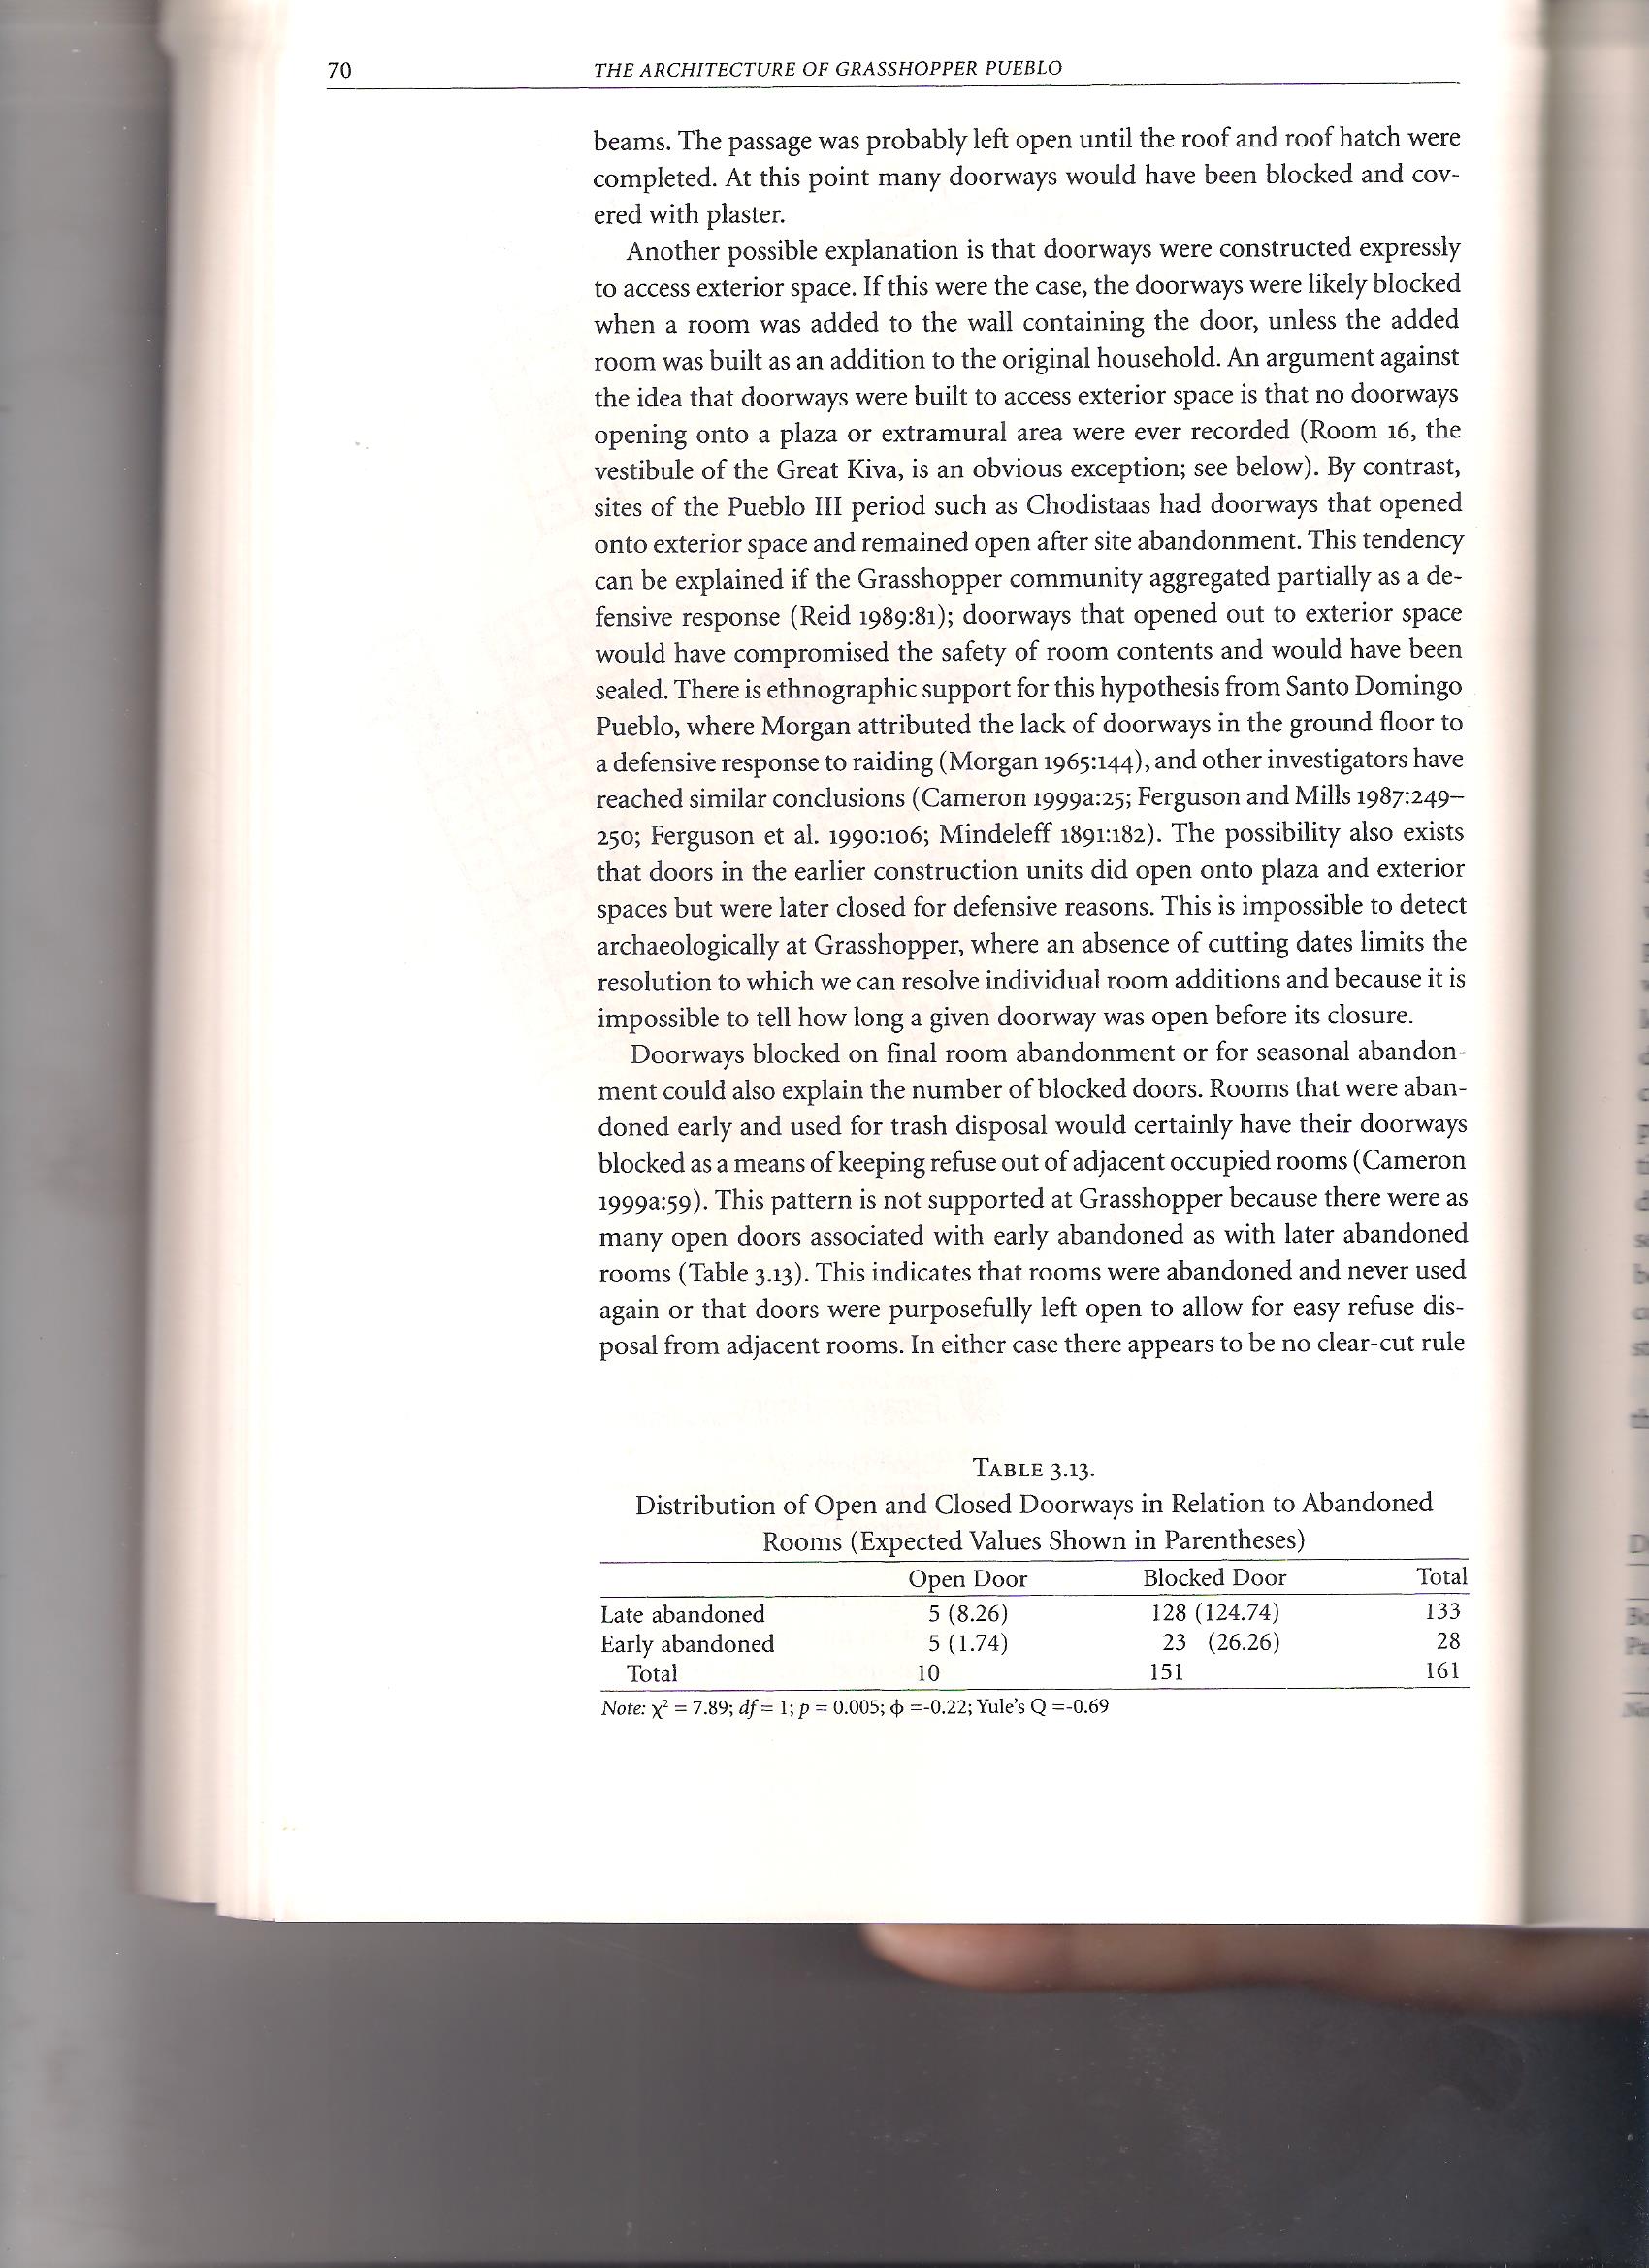 70 THE ARCHITECTURE OF GRASSHOPPER PUEBLO
beams. The passage was probably left open until the roof and roof hatch were
completed. At this point many doorways would have been blocked and cov-
ered with plaster.
Another possible explanation is that doorways were constructed expressly
to access exterior space. If this were the case, the doorways were likely blocked
when a room was added to the wall containing the door, unless the added
room was built as an addition to the original household. An argument against
the idea that doorways were built to access exterior space is that no doorways
opening onto a plaza or extramural area were ever recorded (Room 16, the
vestibule of the Great Kiva, is an obvious exception; see below). By contrast,
sites of the Pueblo III period such as Chodistaas had doorways that opened
onto exterior space and remained open after site abandonment. This tendency
can be explained if the Grasshopper community aggregated partially as a de-
fensive response (Reid 1989:81); doorways that opened out to exterior space
would have compromised the safety of room contents and would have been
sealed. There is ethnographic support for this hypothesis from Santo Domingo
Pueblo, where Morgan attributed the lack of doorways in the ground floor to
a defensive response to raiding (Morgan 1965:144), and other investigators have
reached similar conclusions (Cameron 1999a:25; Ferguson and Mills 1987:249–
250; Ferguson et al. 1990:106; Mindeleff 1891:182). The possibility also exists
that doors in the earlier construction units did open onto plaza and exterior
spaces but were later closed for defensive reasons. This is impossible to detect
archaeologically at Grasshopper, where an absence of cutting dates limits the
resolution to which we can resolve individual room additions and because it is
impossible to tell how long a given doorway was open before its closure.
Doorways blocked on final room abandonment or for seasonal abandon-
ment could also explain the number of blocked doors. Rooms that were aban-
doned early and used for trash disposal would certainly have their doorways
blocked as a means of keeping refuse out of adjacent occupied rooms (Cameron
1999a:59). This pattern is not supported at Grasshopper because there were as
many open doors associated with early abandoned as with later abandoned
rooms (Table 3.13). This indicates that rooms were abandoned and never used
again or that doors were purposefully left open to allow for easy refuse dis-
posal from adjacent rooms. In either case there appears to be no clear-cut rule
TABLE 3.13.
Distribution of Open and Closed Doorways in Relation to Abandoned
Rooms (Expected Values Shown in Parentheses)
Open Door Blocked Door Total
Late abandoned 5 (8.26) 128 (124.74) 133
Early abandoned 5 (1.74) 23 (26.26) 28
Total 10 151 161
Note: χ² = 7.89; df = 1; p = 0.005; ϕ =-0.22; Yule's Q =-0.69